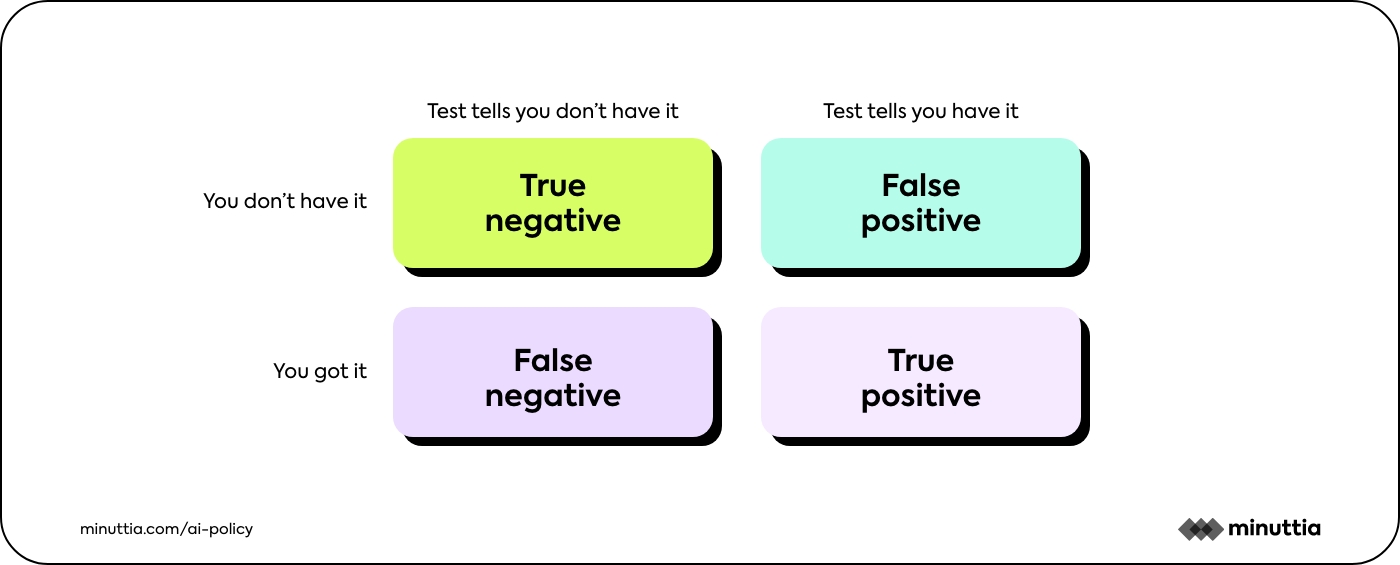 Test tells you don’t have it
Test tells you have it
You don’t have it
True
negative
False
positive
You got it
False
negative
True
positive
minuttia.com/ai-policy
minuttia